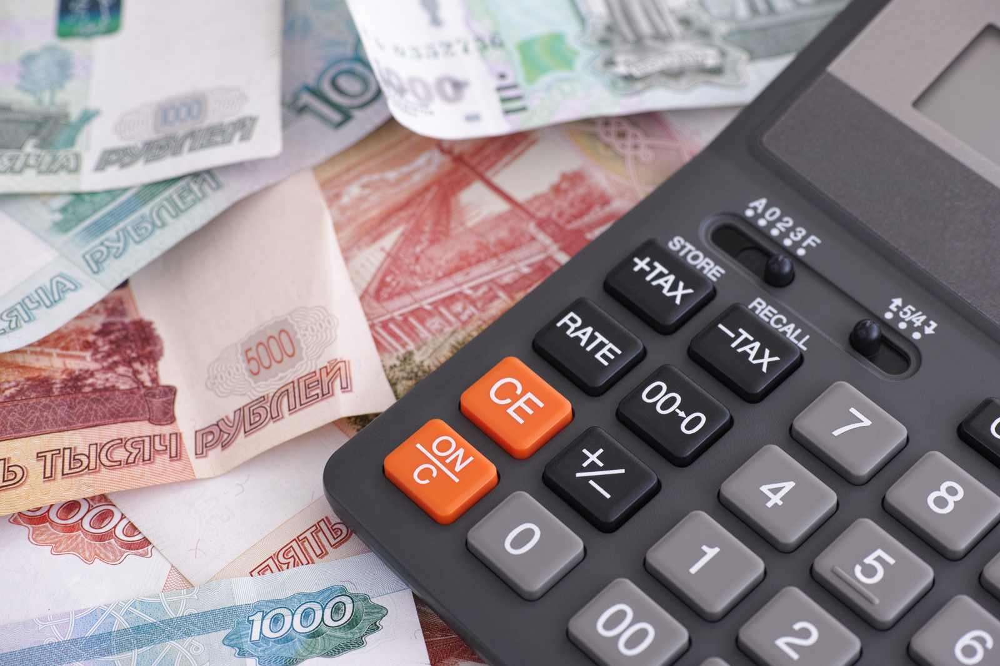 1000
РУБЛЕЙ
ЯЧА
РУБЛЕЙ
СЯЧА
5000
РУБЛЕЙ
Ь ТЫСЯЧ
ПЯТЬ
1000
A 0 2 3 F
5/4
STORE
+TAX
RECALL
-TAX
RATE
00→0
CE
ON
C
+/−
7
8
4
5
6
0
1
2
00